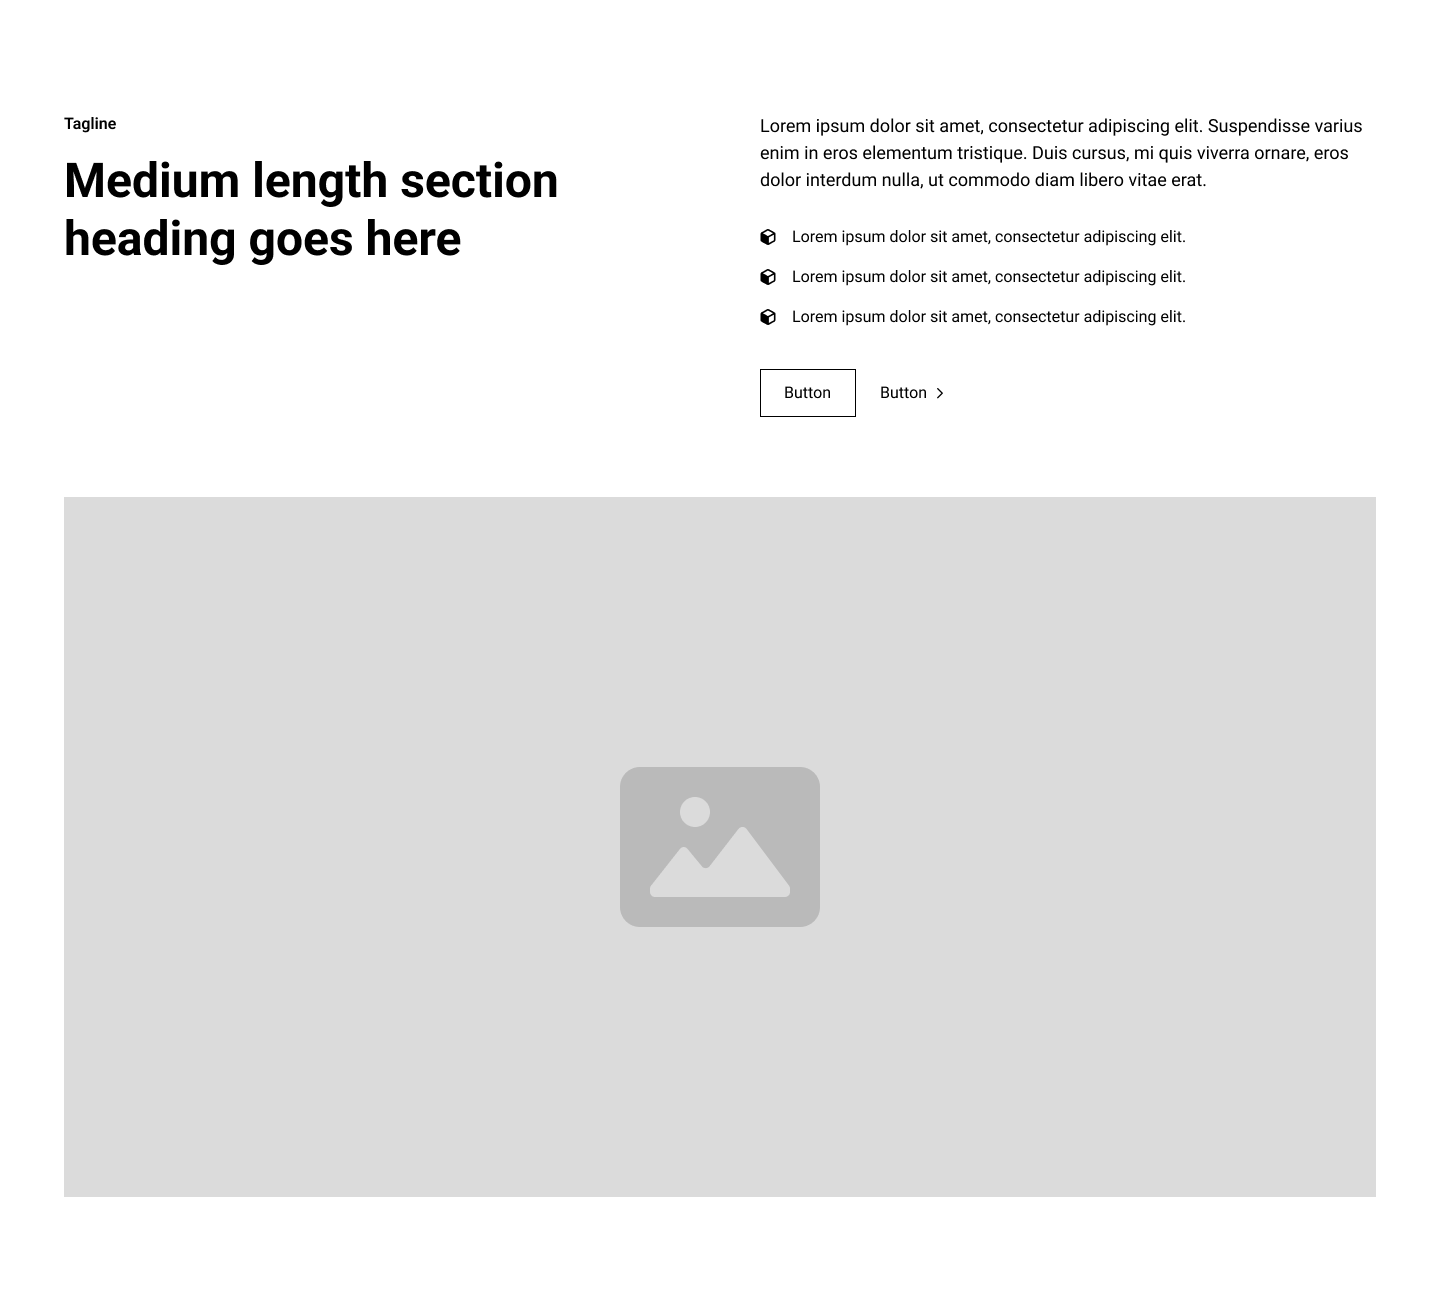 Tagline
Medium length section
heading goes here
Lorem ipsum dolor sit amet, consectetur adipiscing elit. Suspendisse varius
enim in eros elementum tristique. Duis cursus, mi quis viverra ornare, eros
dolor interdum nulla, ut commodo diam libero vitae erat.
Lorem ipsum dolor sit amet, consectetur adipiscing elit.
Lorem ipsum dolor sit amet, consectetur adipiscing elit.
Lorem ipsum dolor sit amet, consectetur adipiscing elit.
Button
Button